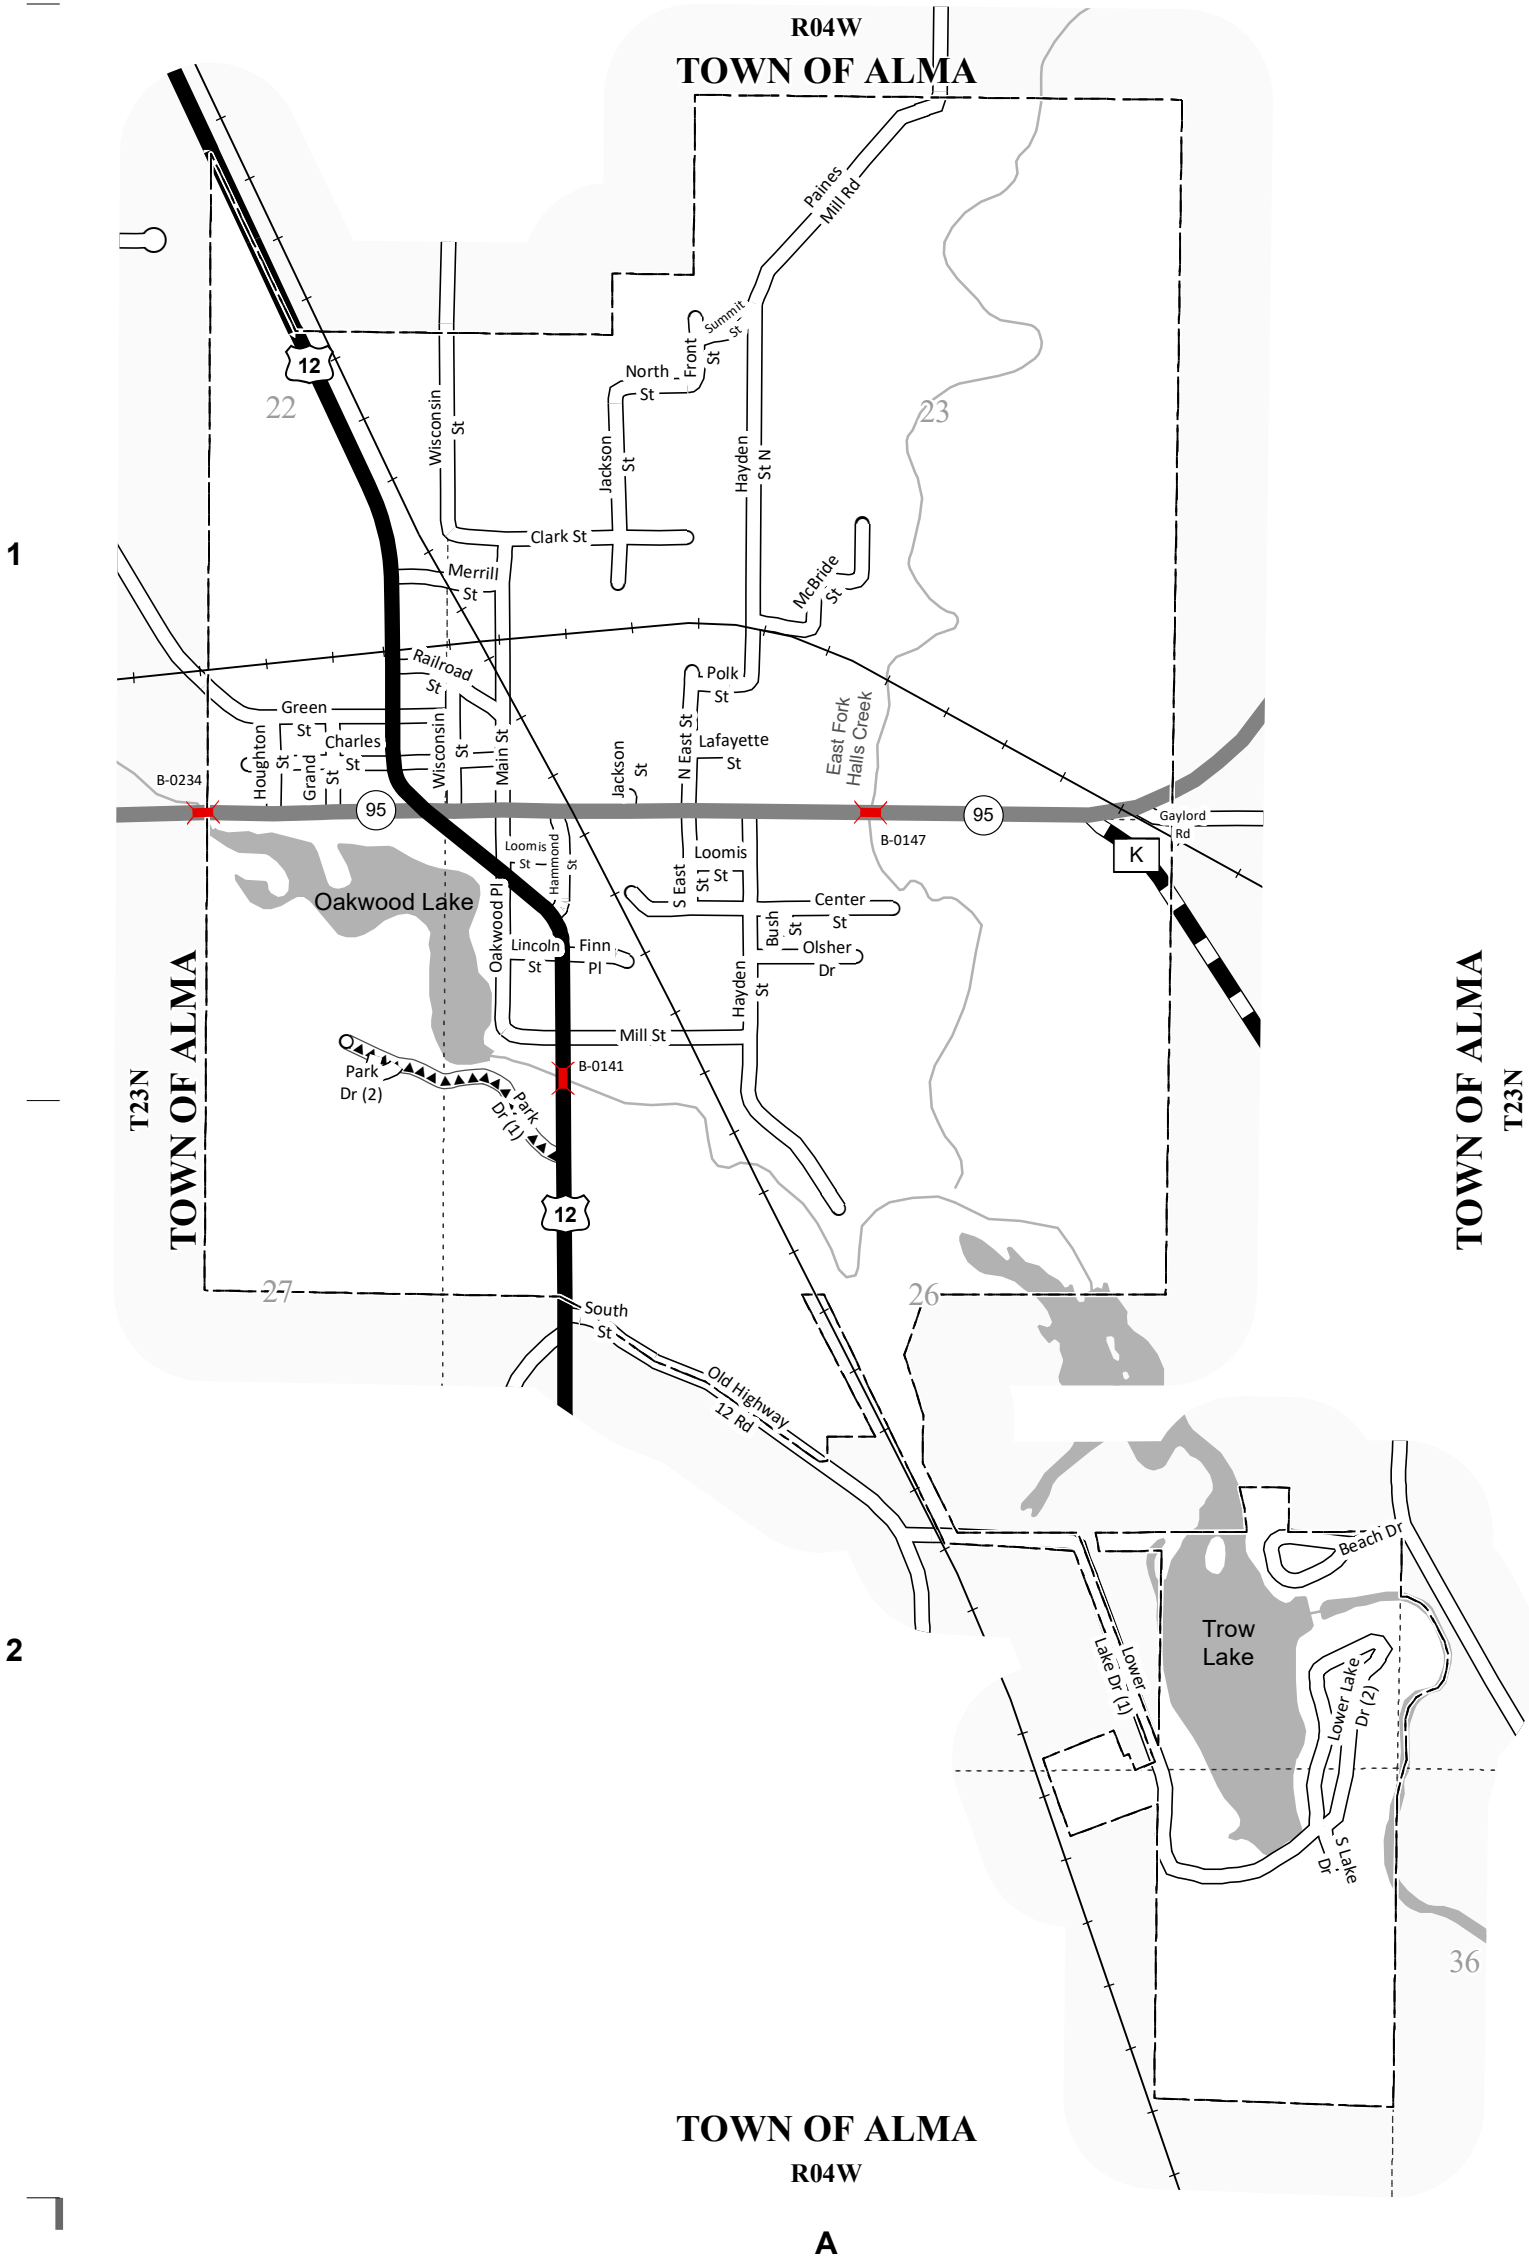 R04W
TOWN OF ALMA
Paines
Mill Rd
Summit
St
Front
St
12
North
St
22
23
Wisconsin
St
Jackson
St
Hayden
St N
Clark St
1
Merrill
St
McBride
St
Railroad
St
Polk
St
Green
St
Houghton
St
Charles
St
Grand
St
Wisconsin
St
Main St
Jackson
St
N East St
Lafayette
St
East Fork
Halls Creek
B-0234
95
95
Gaylord
Rd
B-0147
K
Loomis
St
Hammond
St
Loomis
St
S East
St
Oakwood Lake
Oakwood Pl
Center
St
Bush
St
Lincoln
St
Finn
Pl
Olsher
Dr
Hayden
St
TOWN OF ALMA
T23N
TOWN OF ALMA
T23N
Mill St
B-0141
Park
Dr (2)
Park
Dr (1)
12
27
26
South
St
Old Highway
12 Rd
Beach Dr
2
Trow
Lake
Lower
Lake Dr (1)
Lower Lake
Dr (2)
S Lake
Dr
36
TOWN OF ALMA
R04W
A